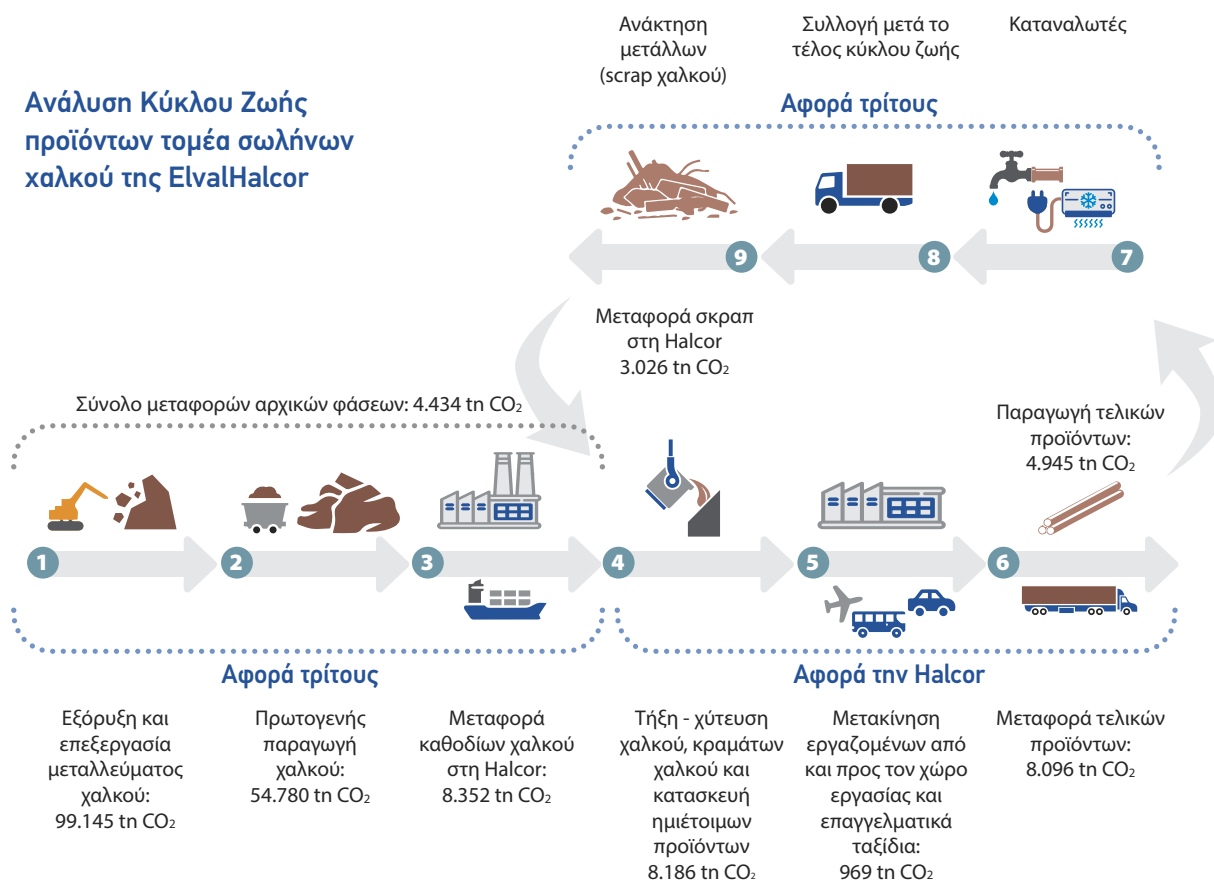 Ανάλυση Κύκλου Ζωής
προϊόντων τομέα σωλήνων
χαλκού της ElvalHalcor
Ανάκτηση
μετάλλων
(scrap χαλκού)
Συλλογή μετά το
τέλος κύκλου ζωής
Καταναλωτές
Αφορά τρίτους
9
8
7
Μεταφορά σκραπ
στη Halcor
3.026 tn CO₂
Σύνολο μεταφορών αρχικών φάσεων: 4.434 tn CO₂
Παραγωγή τελικών
προϊόντων:
4.945 tn CO₂
1
2
3
4
5
6
Αφορά τρίτους
Αφορά την Halcor
Εξόρυξη και
επεξεργασία
μεταλλεύματος
χαλκού:
99.145 tn CO₂
Πρωτογενής
παραγωγή
χαλκού:
54.780 tn CO₂
Μεταφορά
καθοδίων χαλκού
στη Halcor:
8.352 tn CO₂
Τήξη - χύτευση
χαλκού, κραμάτων
χαλκού και
κατασκευή
ημιέτοιμων
προϊόντων
8.186 tn CO₂
Μετακίνηση
εργαζομένων από
και προς τον χώρο
εργασίας και
επαγγελματικά
ταξίδια:
969 tn CO₂
Μεταφορά τελικών
προϊόντων:
8.096 tn CO₂